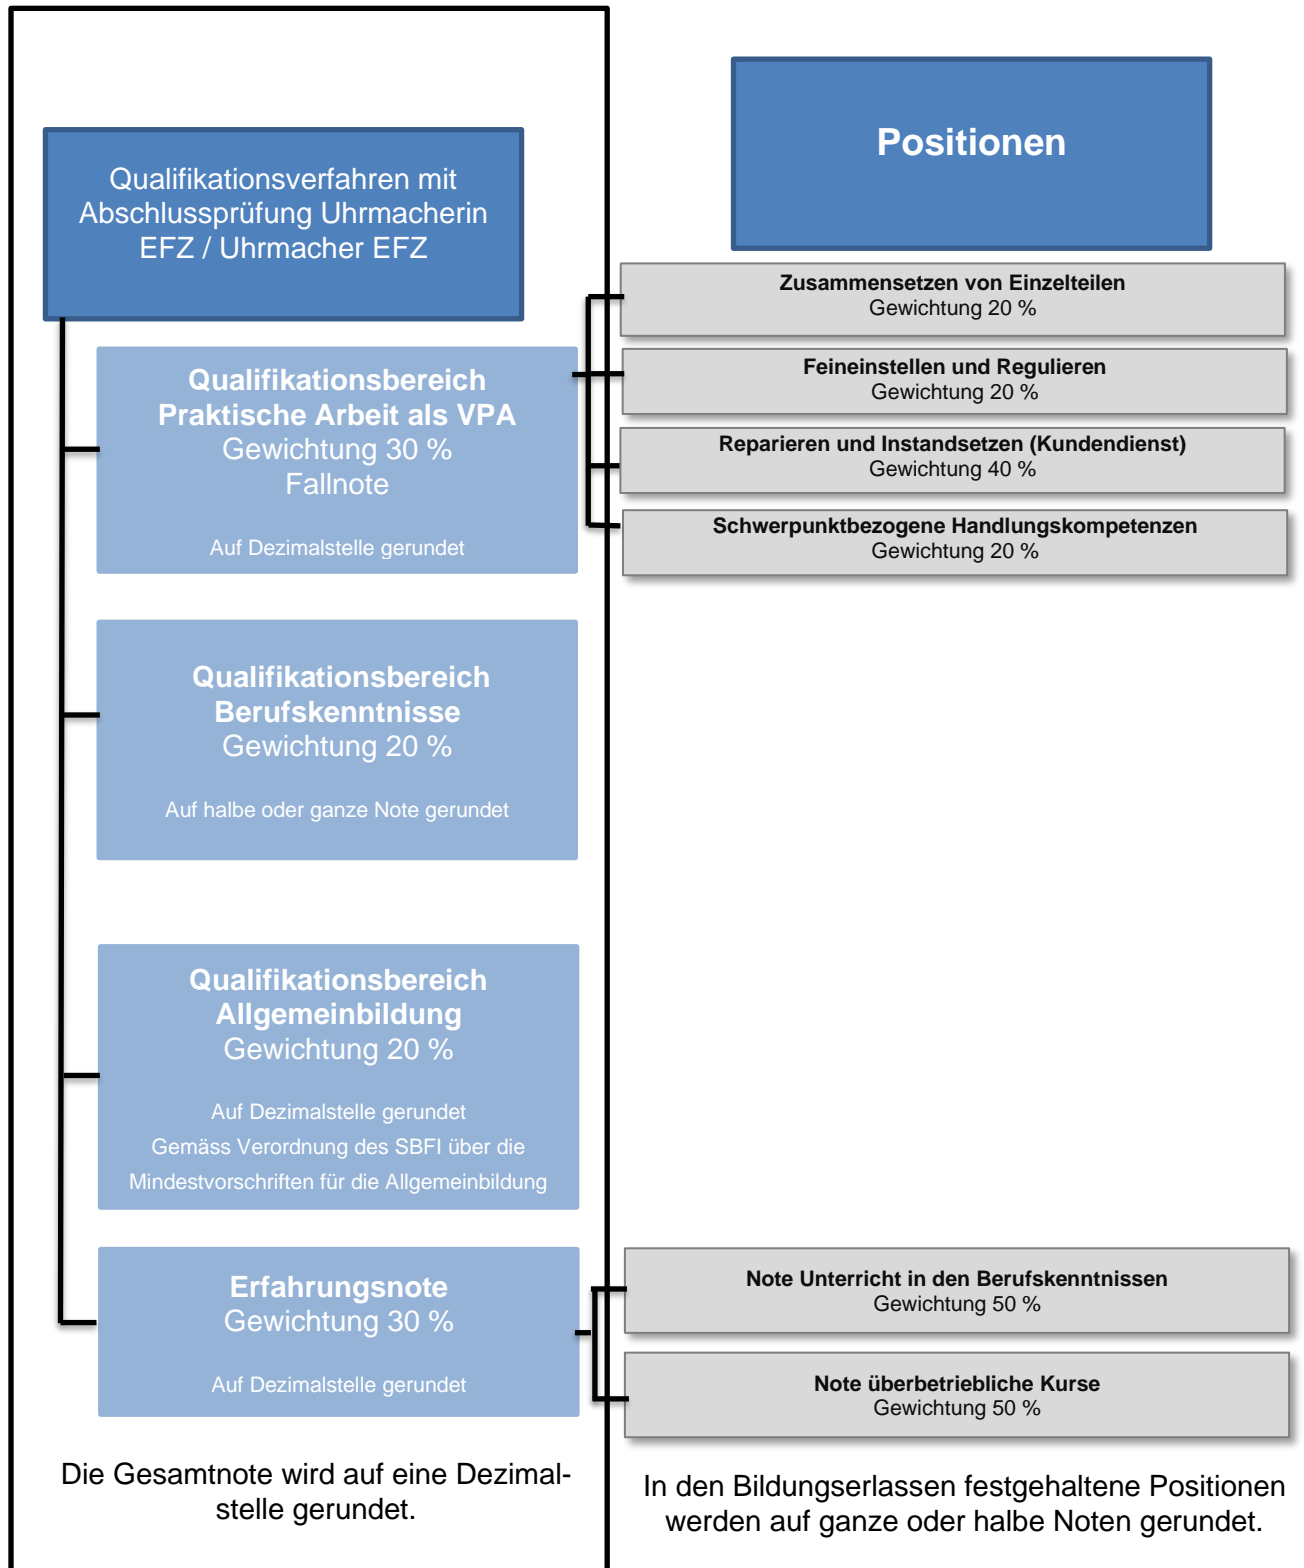 Qualifikationsverfahren mit
Abschlussprüfung Uhrmacherin
EFZ / Uhrmacher EFZ
Positionen
Qualifikationsbereich
Praktische Arbeit als VPA
Gewichtung 30 %
Fallnote
Auf Dezimalstelle gerundet
Zusammensetzen von Einzelteilen
Gewichtung 20 %
Feineinstellen und Regulieren
Gewichtung 20 %
Reparieren und Instandsetzen (Kundendienst)
Gewichtung 40 %
Schwerpunktbezogene Handlungskompetenzen
Gewichtung 20 %
Qualifikationsbereich
Berufskenntnisse
Gewichtung 20 %
Auf halbe oder ganze Note gerundet
Qualifikationsbereich
Allgemeinbildung
Gewichtung 20 %
Auf Dezimalstelle gerundet
Gemäss Verordnung des SBFI über die
Mindestvorschriften für die Allgemeinbildung
Erfahrungsnote
Gewichtung 30 %
Auf Dezimalstelle gerundet
Note Unterricht in den Berufskenntnissen
Gewichtung 50 %
Note überbetriebliche Kurse
Gewichtung 50 %
Die Gesamtnote wird auf eine Dezimal-
stelle gerundet.
In den Bildungserlassen festgehaltene Positionen
werden auf ganze oder halbe Noten gerundet.